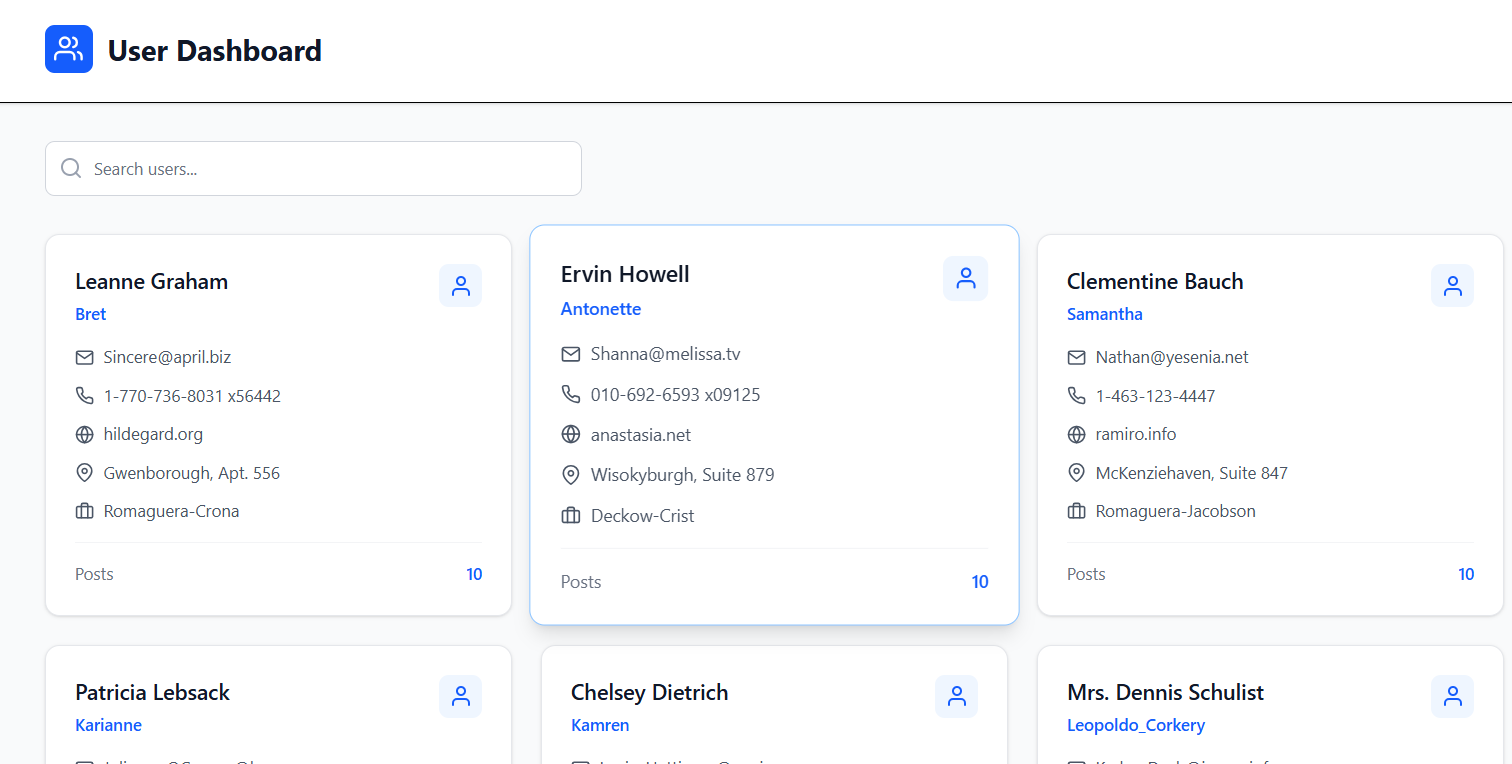 User Dashboard
Search users...
Leanne Graham
Bret
Sincere@april.biz
1-770-736-8031 x56442
hildegard.org
Gwenborough, Apt. 556
Romaguera-Crona
Posts 10
Ervin Howell
Antonette
Shanna@melissa.tv
010-692-6593 x09125
anastasia.net
Wisokyburgh, Suite 879
Deckow-Crist
Posts 10
Clementine Bauch
Samantha
Nathan@yesenia.net
1-463-123-4447
ramiro.info
McKenziehaven, Suite 847
Romaguera-Jacobson
Posts 10
Patricia Lebsack
Karianne
Chelsey Dietrich
Kamren
Mrs. Dennis Schulist
Leopoldo_Corkery